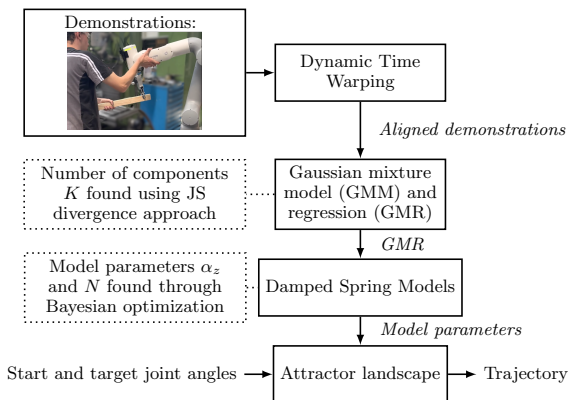 Demonstrations:
Dynamic Time
Warping
Aligned demonstrations
Number of components
K found using JS
divergence approach
Gaussian mixture
model (GMM) and
regression (GMR)
GMR
Model parameters α_z
and N found through
Bayesian optimization
Damped Spring Models
Model parameters
Start and target joint angles
Attractor landscape
Trajectory